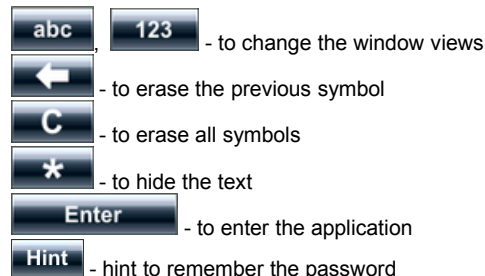 abc, 123 - to change the window views
- to erase the previous symbol
C - to erase all symbols
* - to hide the text
Enter - to enter the application
Hint - hint to remember the password